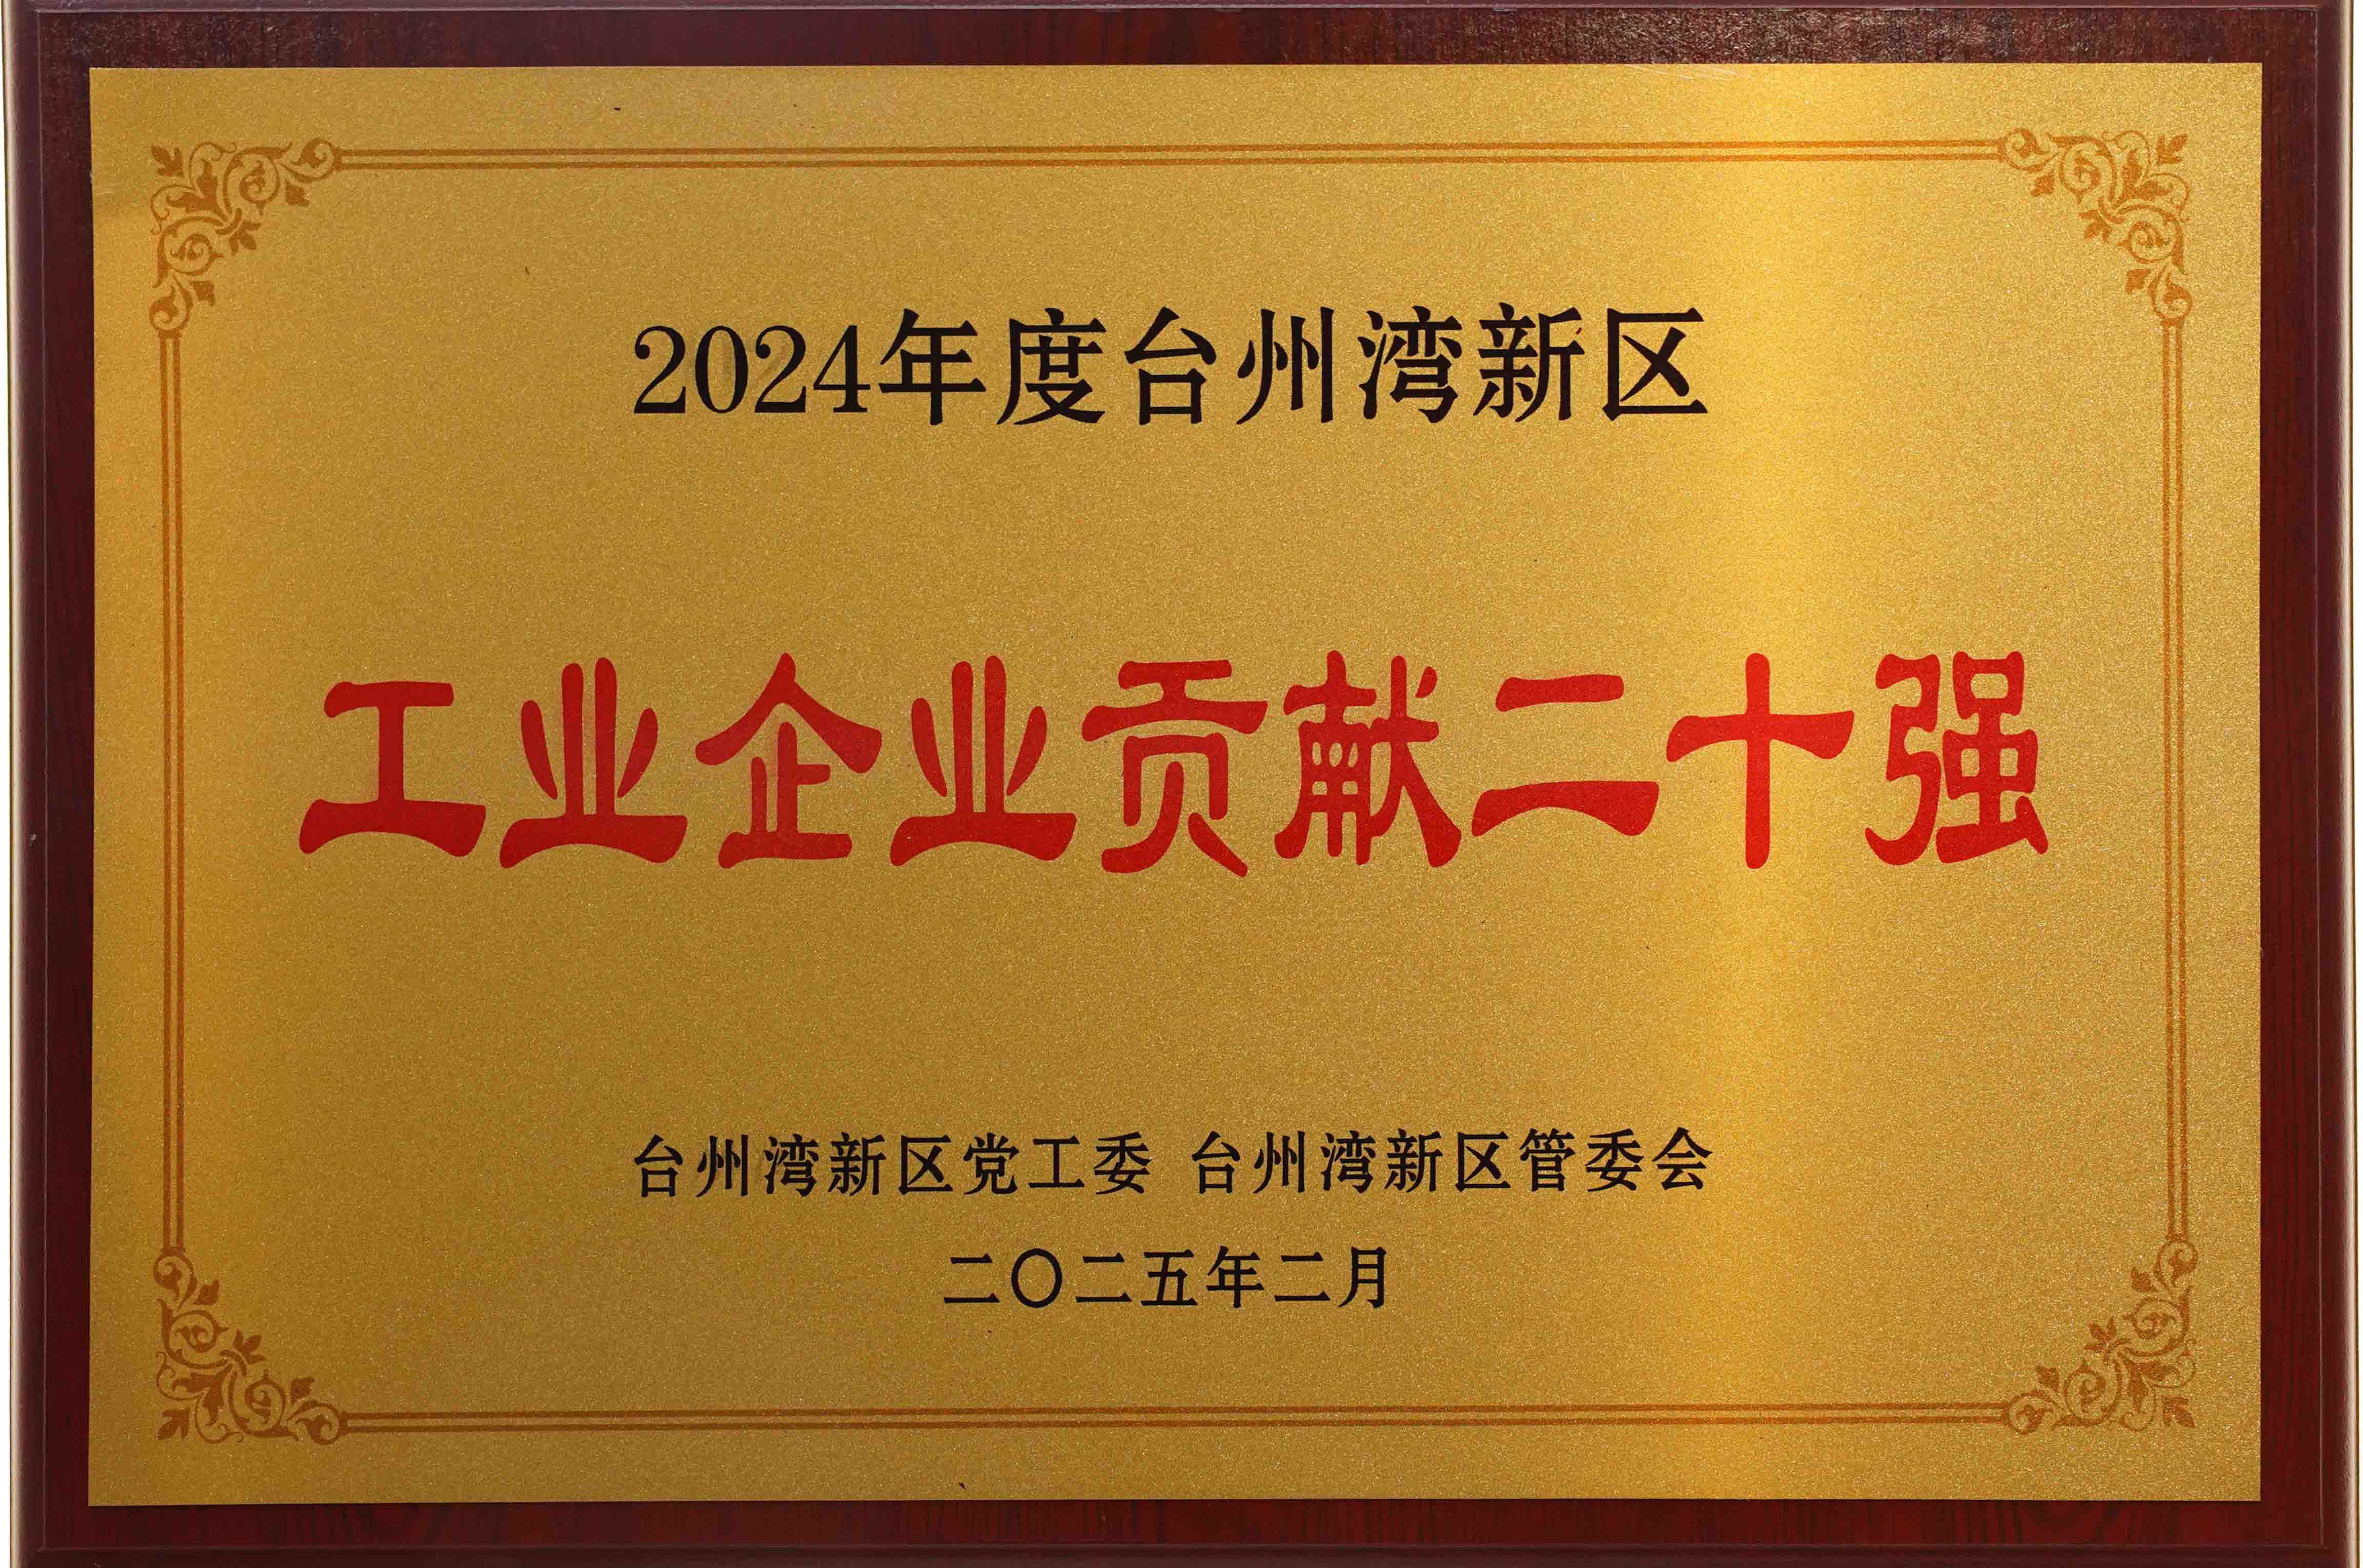 2024年度台州湾新区
工业企业贡献二十强
台州湾新区党工委 台州湾新区管委会
二〇二五年二月